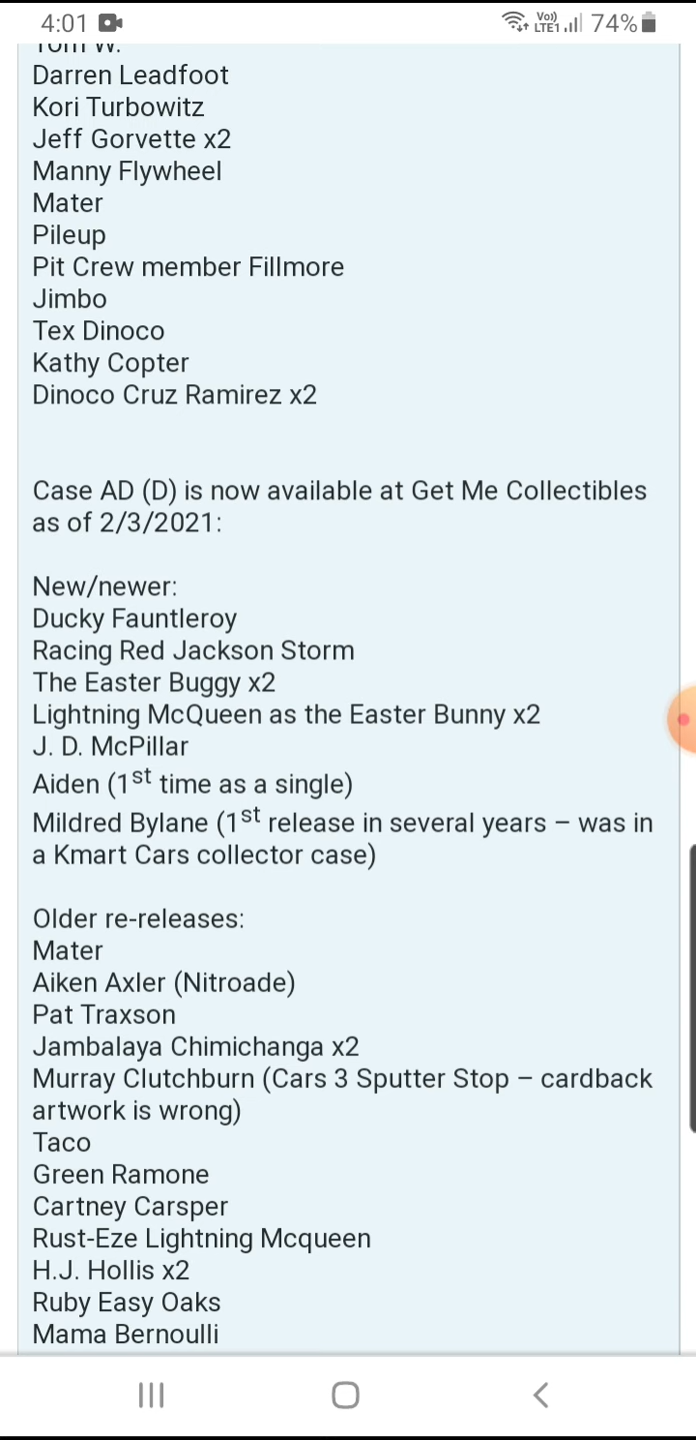 4:01
Vo)) LTE1 74%
Tom W.
Darren Leadfoot
Kori Turbowitz
Jeff Gorvette x2
Manny Flywheel
Mater
Pileup
Pit Crew member Fillmore
Jimbo
Tex Dinoco
Kathy Copter
Dinoco Cruz Ramirez x2
Case AD (D) is now available at Get Me Collectibles
as of 2/3/2021:
New/newer:
Ducky Fauntleroy
Racing Red Jackson Storm
The Easter Buggy x2
Lightning McQueen as the Easter Bunny x2
J. D. McPillar
Aiden (1st time as a single)
Mildred Bylane (1st release in several years – was in
a Kmart Cars collector case)
Older re-releases:
Mater
Aiken Axler (Nitroade)
Pat Traxson
Jambalaya Chimichanga x2
Murray Clutchburn (Cars 3 Sputter Stop – cardback
artwork is wrong)
Taco
Green Ramone
Cartney Carsper
Rust-Eze Lightning Mcqueen
H.J. Hollis x2
Ruby Easy Oaks
Mama Bernoulli